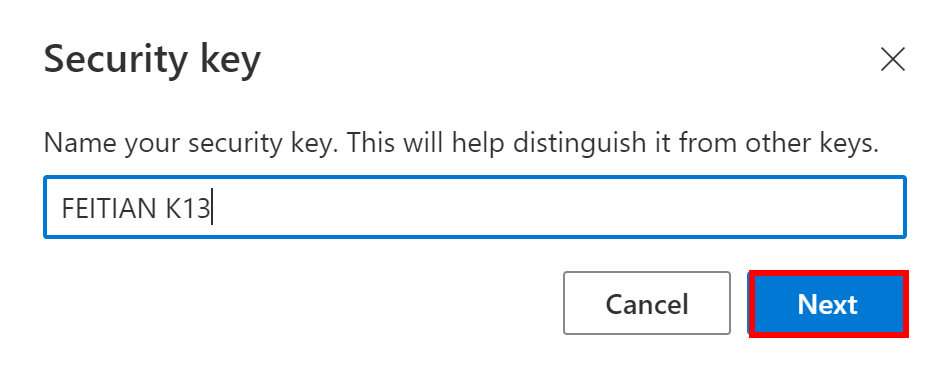 Security key
Name your security key. This will help distinguish it from other keys.
FEITIAN K13
Cancel
Next